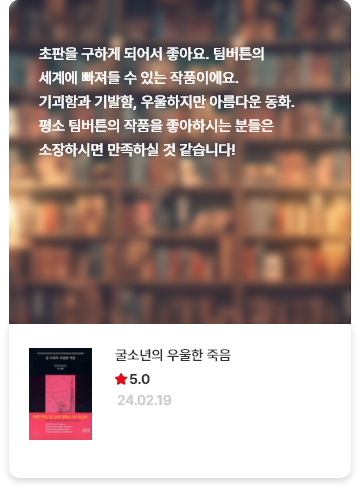 초판을 구하게 되어서 좋아요. 팀버튼의
세계에 빠져들 수 있는 작품이에요.
기괴함과 기발함, 우울하지만 아름다운 동화.
평소 팀버튼의 작품을 좋아하시는 분들은
소장하시면 만족하실 것 같습니다!
굴소년의 우울한 죽음
5.0
24.02.19